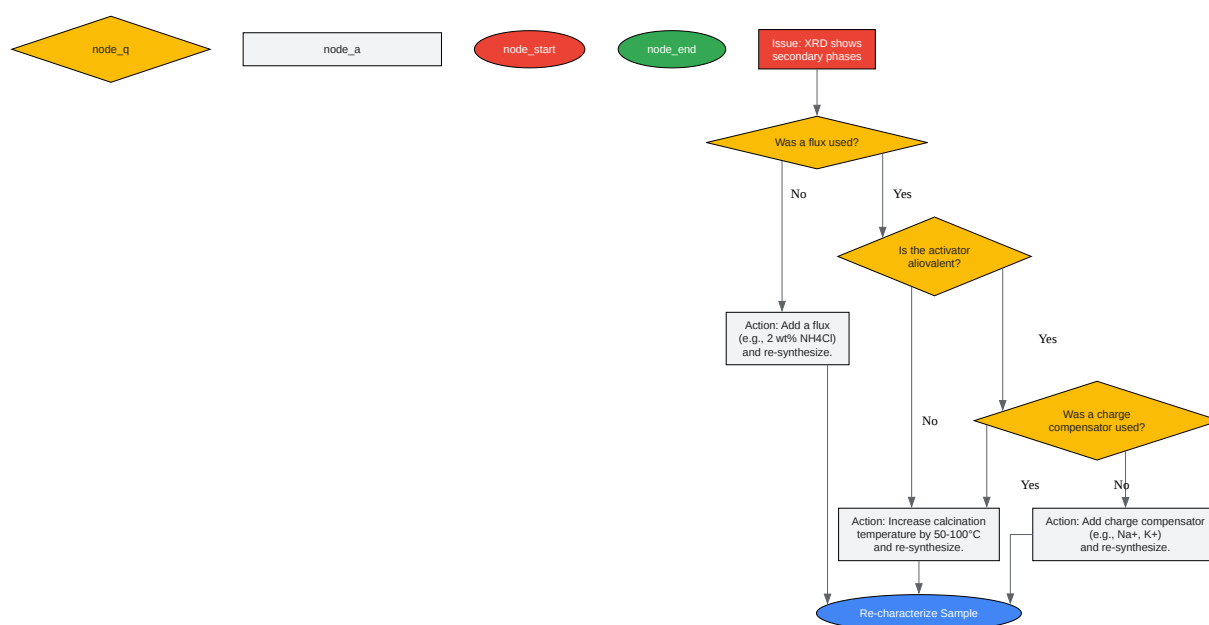 node_q
node_a
node_start
node_end
Issue: XRD shows
secondary phases
Was a flux used?
No
Yes
Is the activator
aliovalent?
Action: Add a flux
(e.g., 2 wt% NH4Cl)
and re-synthesize.
Yes
No
Was a charge
compensator used?
Yes
No
Action: Increase calcination
temperature by 50-100°C
and re-synthesize.
Action: Add charge compensator
(e.g., Na+, K+)
and re-synthesize.
Re-characterize Sample